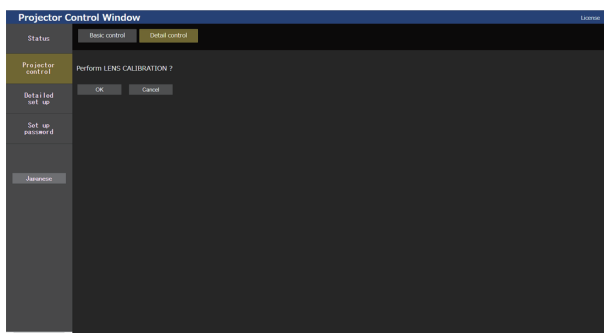 Projector Control Window
License
Status
Basic control
Detail control
Projector
control
Perform LENS CALIBRATION ?
OK
Cancel
Detailed
set up
Set up
password
Japanese